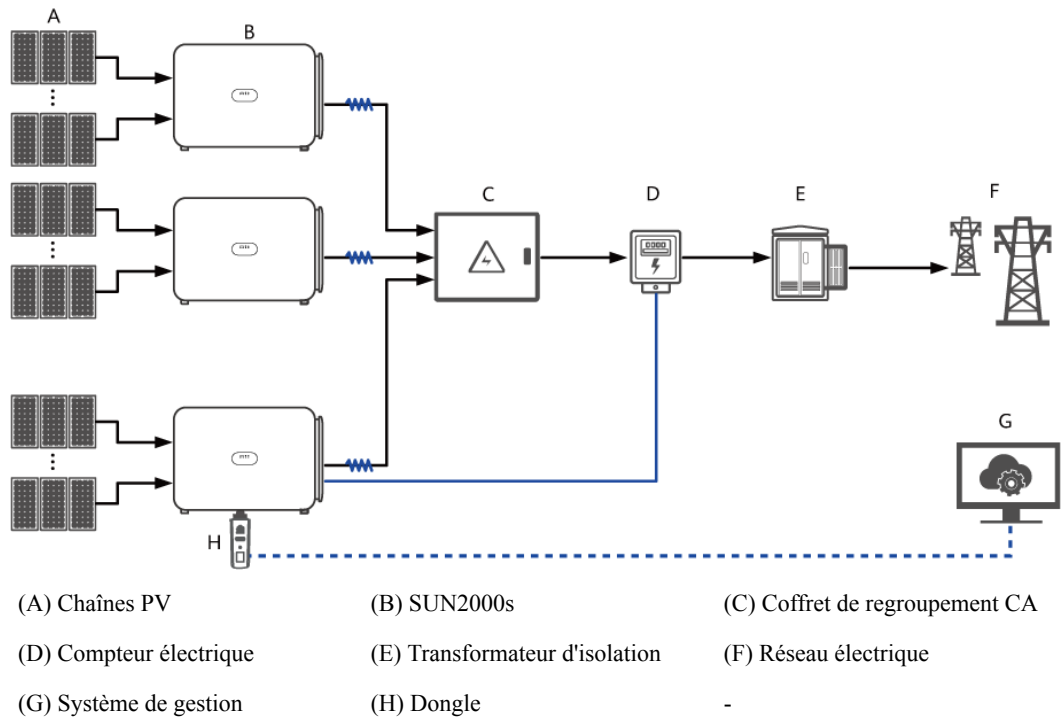 A
B
C
D
E
F
G
H
(A) Chaînes PV
(B) SUN2000s
(C) Coffret de regroupement CA
(D) Compteur électrique
(E) Transformateur d'isolation
(F) Réseau électrique
(G) Système de gestion
(H) Dongle
-